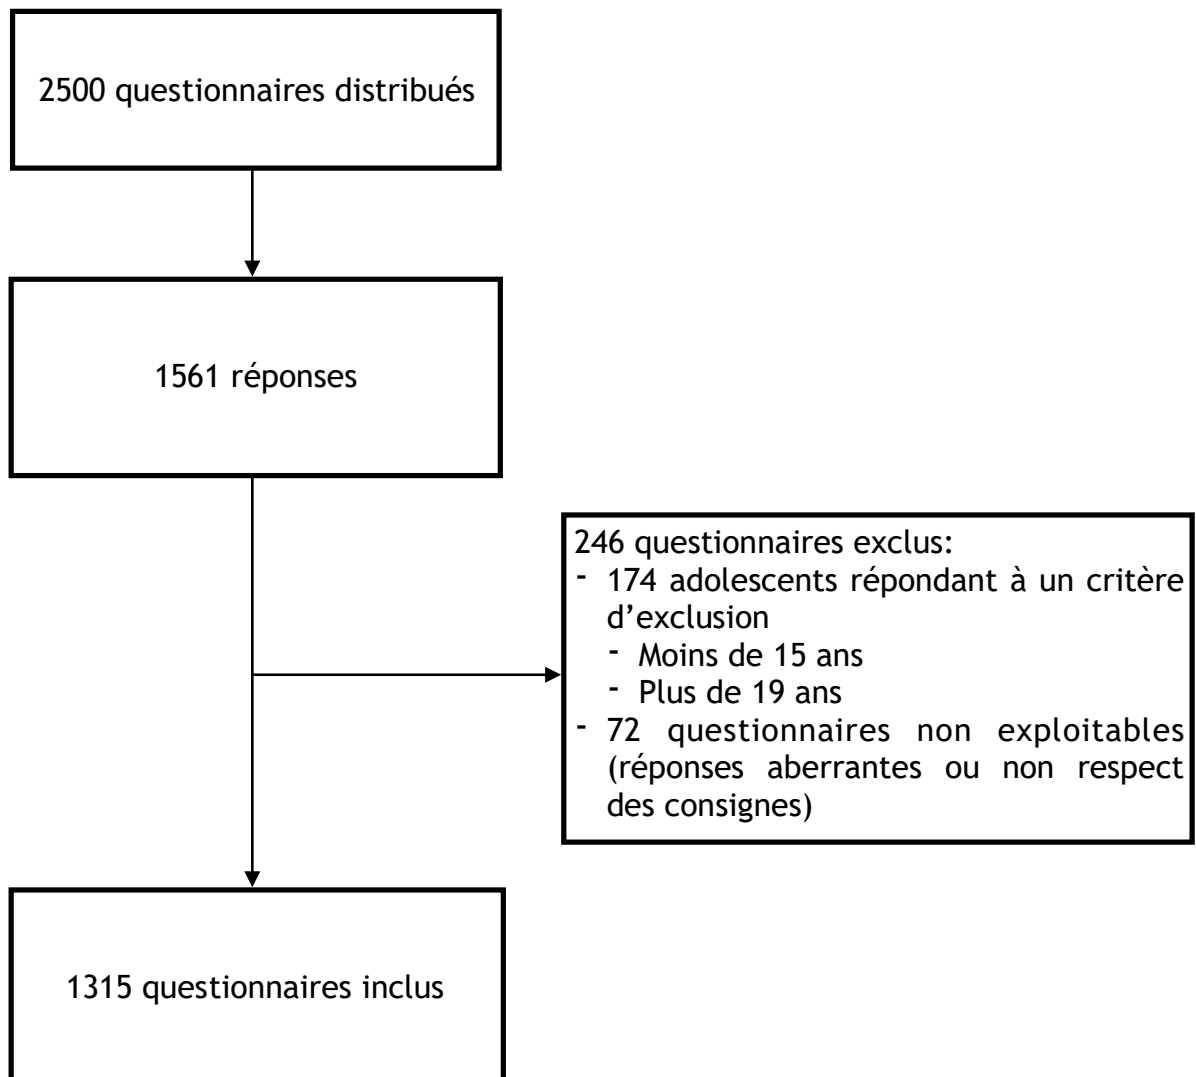 2500 questionnaires distribués
1561 réponses
246 questionnaires exclus:
- 174 adolescents répondant à un critère
d’exclusion
- Moins de 15 ans
- Plus de 19 ans
- 72 questionnaires non exploitables
(réponses aberrantes ou non respect
des consignes)
1315 questionnaires inclus